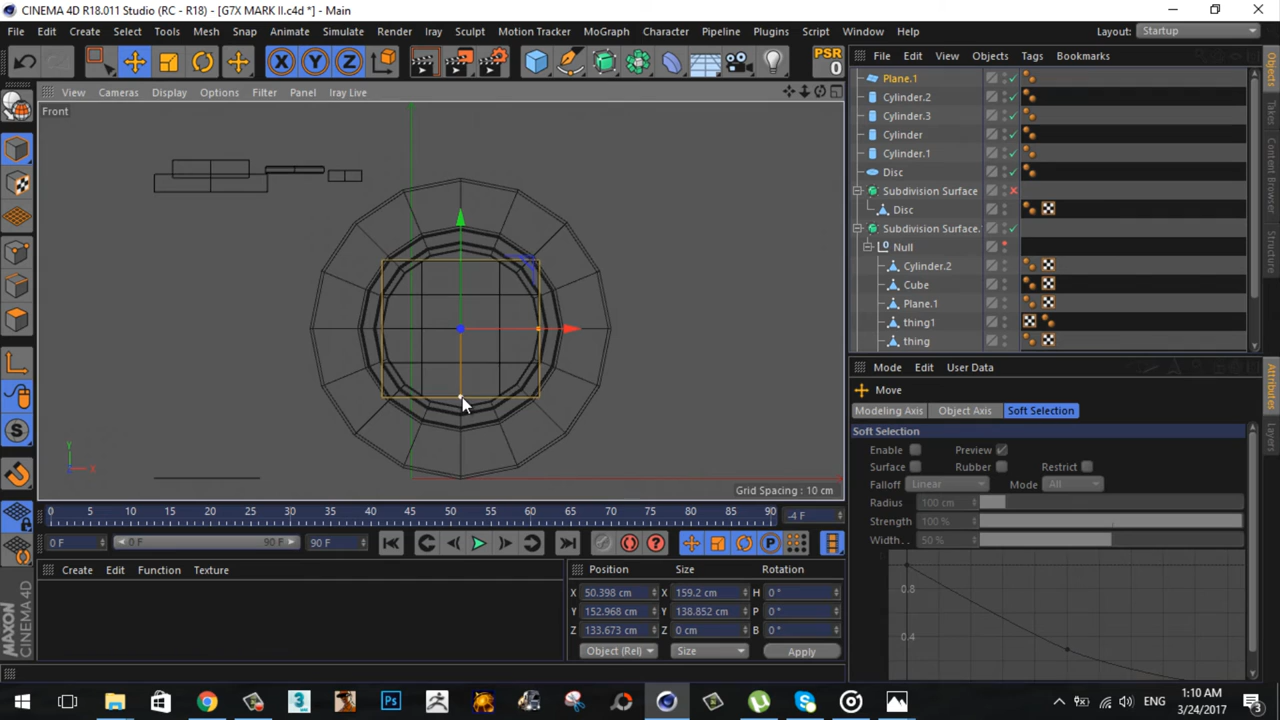 CINEMA 4D R18.011 Studio (RC - R18) - [G7X MARK II.c4d *] - Main
File Edit Create Select Tools Mesh Snap Animate Simulate Render Sculpt Motion Tracker MoGraph Character Pipeline Plugins Script Window Help Layout: Startup
X Y Z PSR 0
File Edit View Objects Tags Bookmarks
View Cameras Display Options Filter Panel Iray Live
Front
Plane.1
Cylinder.2
Cylinder.3
Cylinder
Cylinder.1
Disc
Subdivision Surface
Disc
Subdivision Surface.
Null
Cylinder.2
Cube
Plane.1
thing1
thing
Objects
Takes
Content Browser
Structure
Y
X
Grid Spacing : 10 cm
Mode Edit User Data
Move
Modeling Axis Object Axis Soft Selection
Soft Selection
Enable Preview
Surface Rubber Restrict
Falloff Linear Mode All
Radius 100 cm
Strength 100 %
Width. . 50 %
0.8
0.4
Attributes
Layers
0 5 10 15 20 25 30 35 40 45 50 55 60 65 70 75 80 85 90 -4 F
0 F 0 F 90 F 90 F
Create Edit Function Texture
Position Size Rotation
X 50.398 cm X 159.2 cm H 0 °
Y 152.968 cm Y 138.852 cm P 0 °
Z 133.673 cm Z 0 cm B 0 °
Object (Rel) Size Apply
MAXON
CINEMA 4D
ENG 1:10 AM
3/24/2017
3